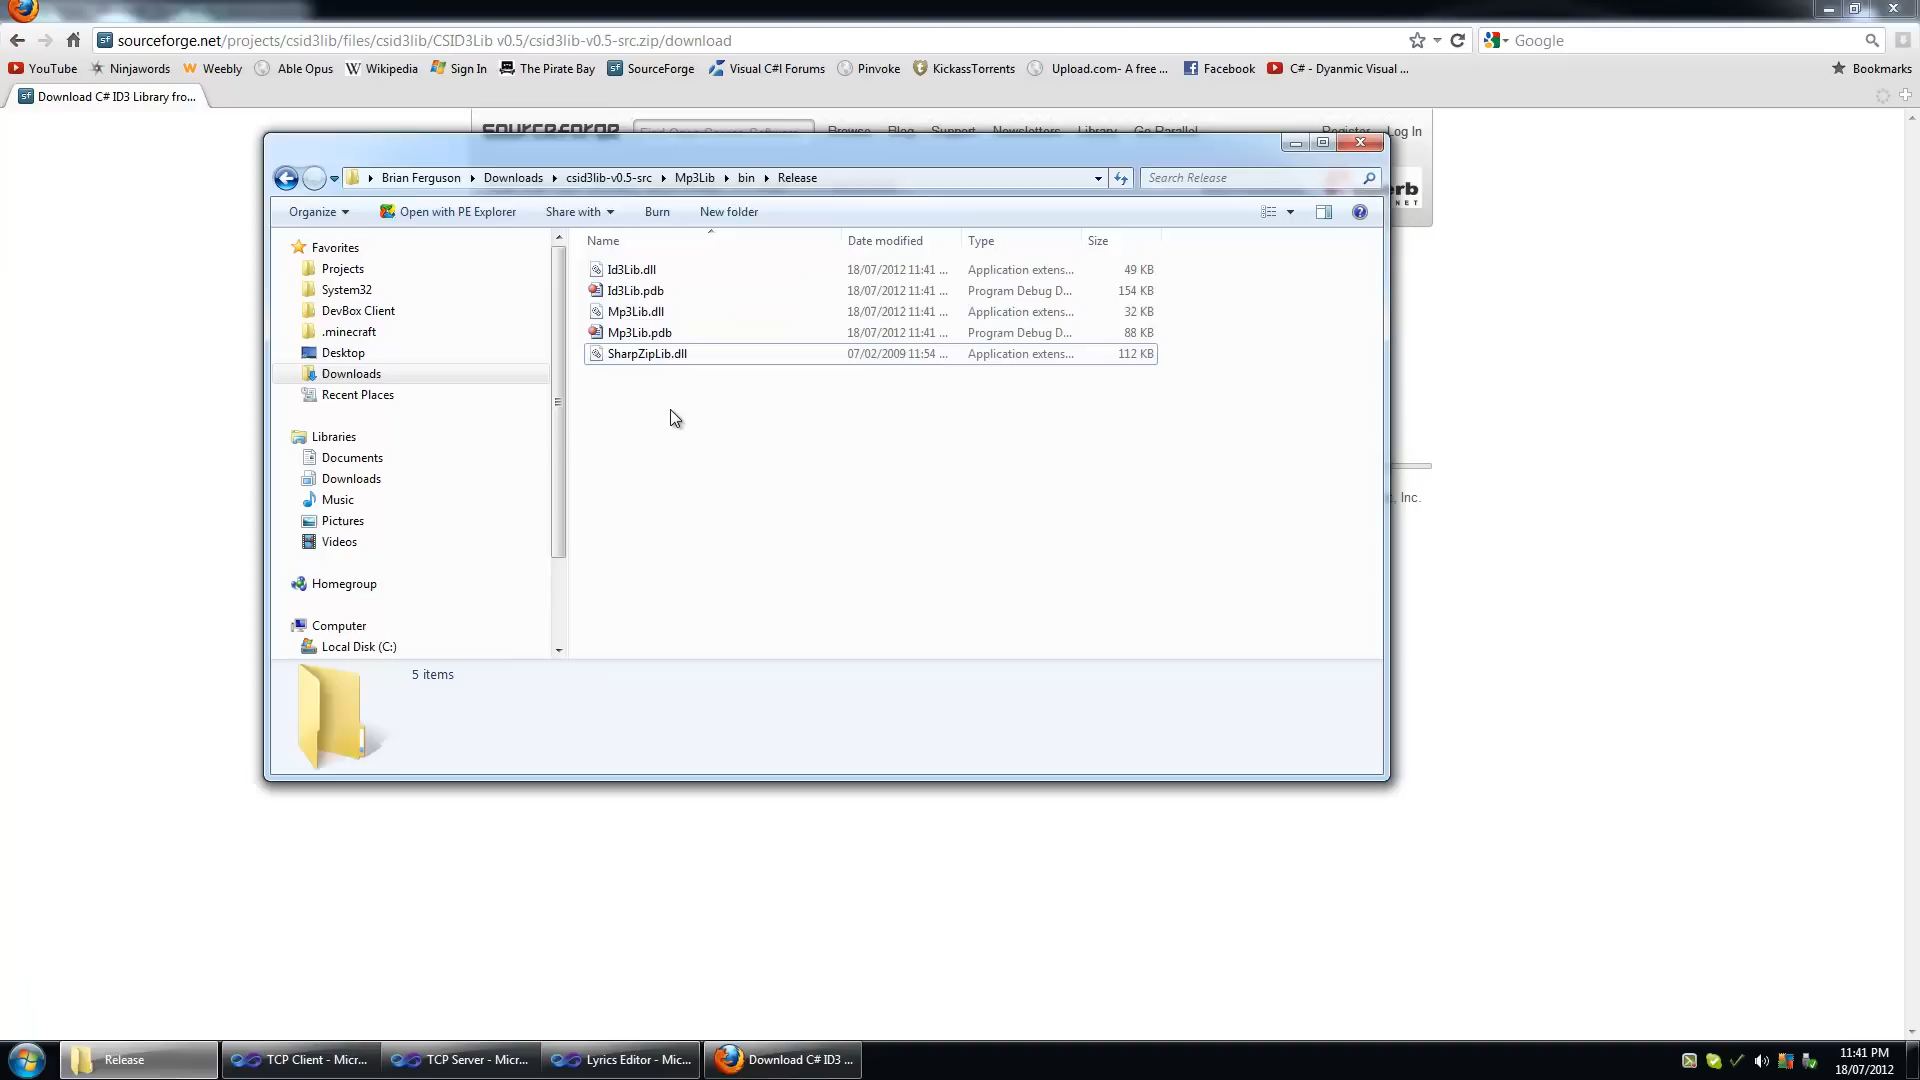 sourceforge.net/projects/csid3lib/files/csid3lib/CSID3Lib v0.5/csid3lib-v0.5-src.zip/download
Google
YouTube Ninjawords Weebly Able Opus Wikipedia Sign In The Pirate Bay SourceForge Visual C#l Forums Pinvoke KickassTorrents Upload.com- A free ... Facebook C# - Dyanmic Visual ... Bookmarks
Download C# ID3 Library fro...
sourceforge Find Open Source Software Browse Blog Support Newsletters Library Go Parallel Register Log In
Brian Ferguson Downloads csid3lib-v0.5-src Mp3Lib bin Release
Search Release
erb
NET
Organize Open with PE Explorer Share with Burn New folder
Name Date modified Type Size
Favorites
Projects
System32
DevBox Client
.minecraft
Desktop
Downloads
Recent Places
Libraries
Documents
Downloads
Music
Pictures
Videos
Homegroup
Computer
Local Disk (C:)
Id3Lib.dll 18/07/2012 11:41 ... Application extens... 49 KB
Id3Lib.pdb 18/07/2012 11:41 ... Program Debug D... 154 KB
Mp3Lib.dll 18/07/2012 11:41 ... Application extens... 32 KB
Mp3Lib.pdb 18/07/2012 11:41 ... Program Debug D... 88 KB
SharpZipLib.dll 07/02/2009 11:54 ... Application extens... 112 KB
, Inc.
5 items
Release
TCP Client - Micr...
TCP Server - Micr...
Lyrics Editor - Mic...
Download C# ID3 ...
11:41 PM
18/07/2012